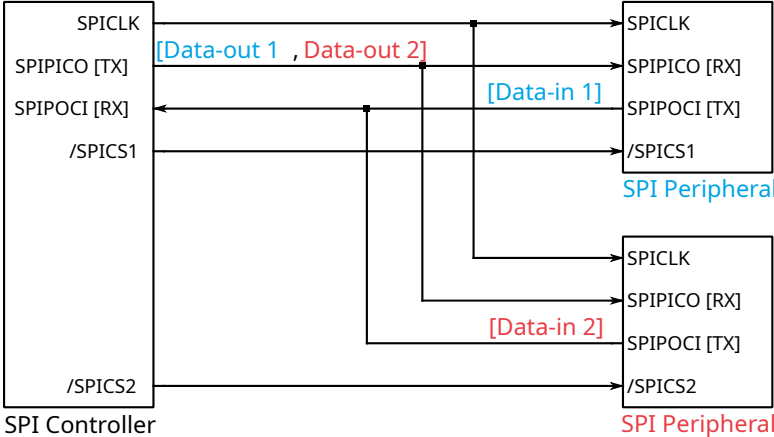 SPICLK
[Data-out 1 , Data-out 2]
SPIPICO [TX]
SPIPOCI [RX]
/SPICS1
/SPICS2
SPI Controller
SPICLK
SPIPICO [RX]
[Data-in 1]
SPIPOCI [TX]
/SPICS1
SPI Peripheral
SPICLK
SPIPICO [RX]
[Data-in 2]
SPIPOCI [TX]
/SPICS2
SPI Peripheral